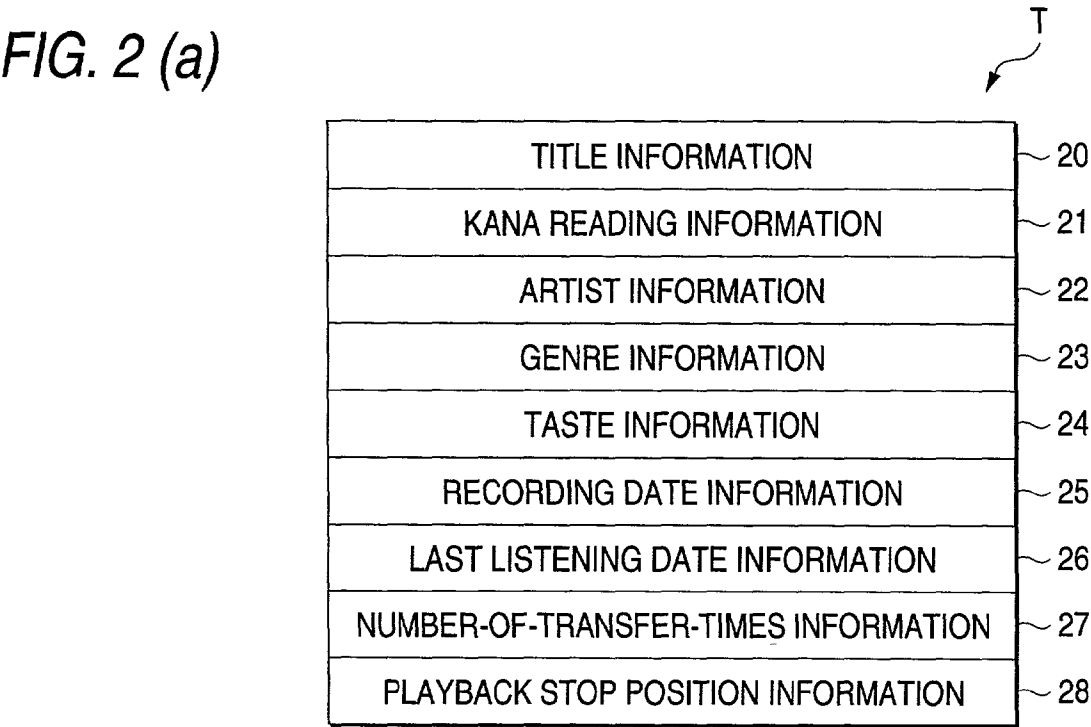 FIG. 2 (a)
T
TITLE INFORMATION 20
KANA READING INFORMATION 21
ARTIST INFORMATION 22
GENRE INFORMATION 23
TASTE INFORMATION 24
RECORDING DATE INFORMATION 25
LAST LISTENING DATE INFORMATION 26
NUMBER-OF-TRANSFER-TIMES INFORMATION 27
PLAYBACK STOP POSITION INFORMATION 28